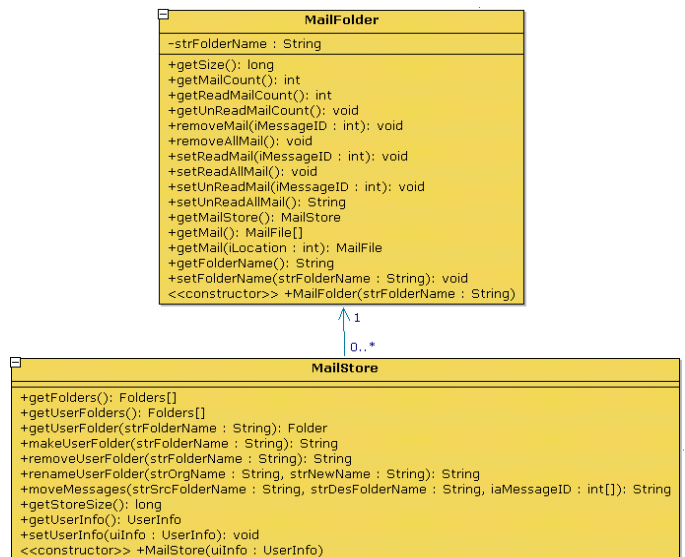 MailFolder
-strFolderName : String
+getSize(): long
+getMailCount(): int
+getReadMailCount(): int
+getUnReadMailCount(): void
+removeMail(iMessageID : int): void
+removeAllMail(): void
+setReadMail(iMessageID : int): void
+setReadAllMail(): void
+setUnReadMail(iMessageID : int): void
+setUnReadAllMail(): String
+getMailStore(): MailStore
+getMail(): MailFile[]
+getMail(iLocation : int): MailFile
+getFolderName(): String
+setFolderName(strFolderName : String): void
<<constructor>> +MailFolder(strFolderName : String)
1
0..*
MailStore
+getFolders(): Folders[]
+getUserFolders(): Folders[]
+getUserFolder(strFolderName : String): Folder
+makeUserFolder(strFolderName : String): String
+removeUserFolder(strFolderName : String): String
+renameUserFolder(strOrgName : String, strNewName : String): String
+moveMessages(strSrcFolderName : String, strDesFolderName : String, iaMessageID : int[]): String
+getStoreSize(): long
+getUserInfo(): UserInfo
+setUserInfo(uiInfo : UserInfo): void
<<constructor>> +MailStore(uiInfo : UserInfo)